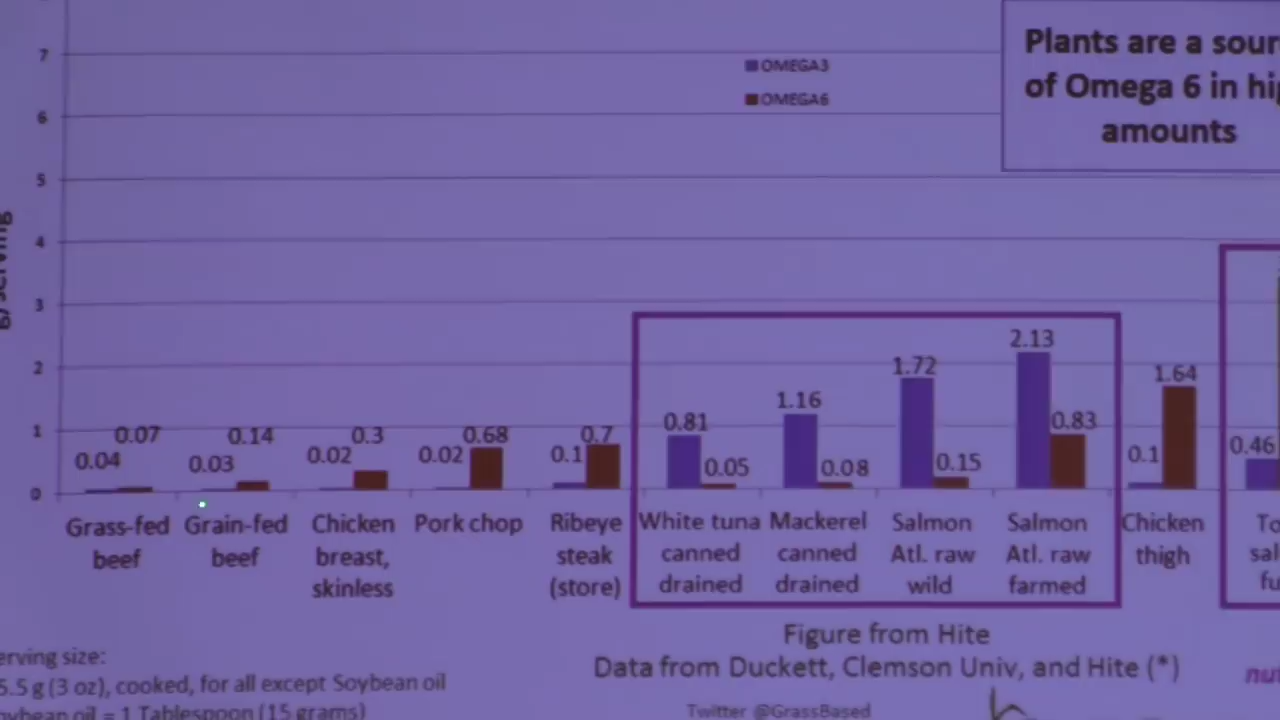 7
6
5
4
3
2
1
0
OMEGA3
OMEGA6
Plants are a
of Omega 6 in
amounts
0.04
0.07
0.03
0.14
0.02
0.3
0.02
0.68
0.1
0.7
0.81
0.05
1.16
0.08
1.72
0.15
2.13
0.83
0.1
1.64
0.46
Grass-fed
beef
Grain-fed
beef
Chicken
breast,
skinless
Pork chop
Ribeye
steak
(store)
White tuna
canned
drained
Mackerel
canned
drained
Salmon
Atl. raw
wild
Salmon
Atl. raw
farmed
Chicken
thigh
Figure from Hite
Data from Duckett, Clemson Univ, and Hite (*)
Twitter @GrassBased
erving size:
5.5 g (3 oz), cooked, for all except Soybean oil
oybean oil = 1 Tablespoon (15 grams)